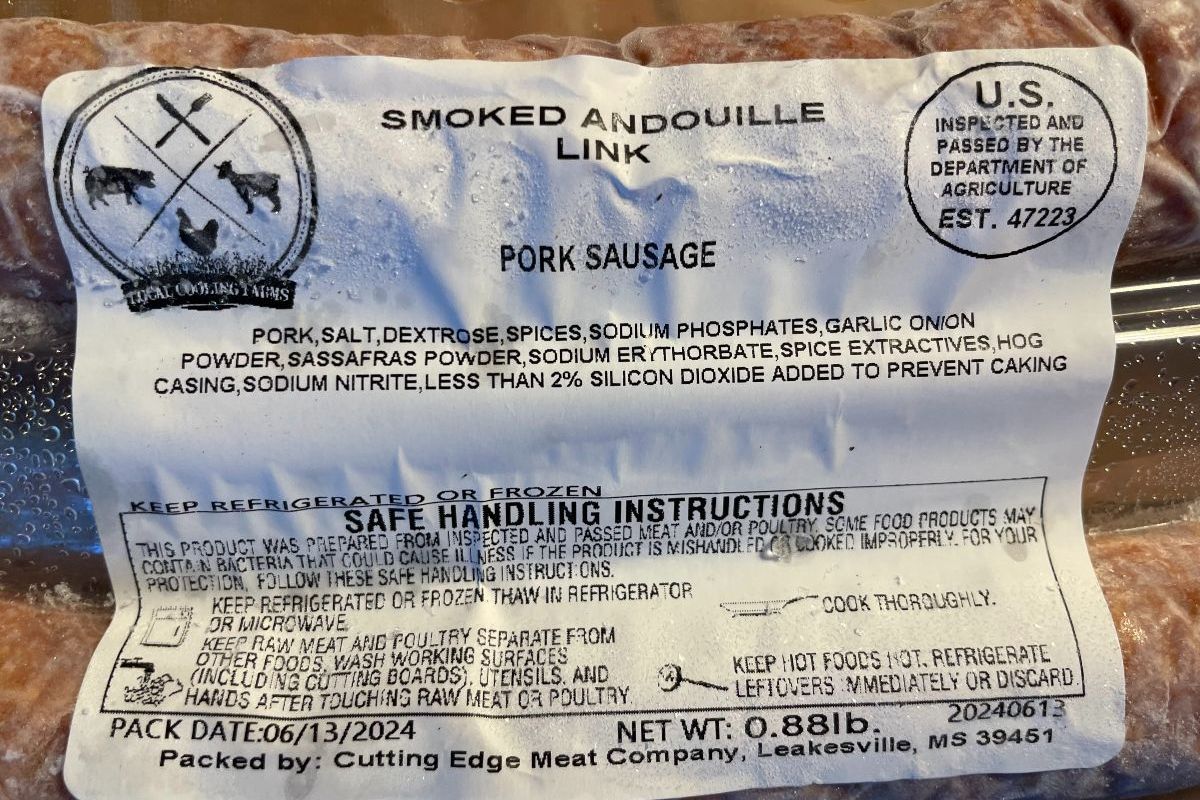 SMOKED ANDOUILLE
LINK
PORK SAUSAGE
U.S.
INSPECTED AND
PASSED BY THE
DEPARTMENT OF
AGRICULTURE
EST. 47223
LOCAL COOLING FARMS
PORK,SALT,DEXTROSE,SPICES,SODIUM PHOSPHATES,GARLIC ONION
POWDER,SASSAFRAS POWDER,SODIUM ERYTHORBATE,SPICE EXTRACTIVES,HOG
CASING,SODIUM NITRITE,LESS THAN 2% SILICON DIOXIDE ADDED TO PREVENT CAKING
KEEP REFRIGERATED OR FROZEN
SAFE HANDLING INSTRUCTIONS
THIS PRODUCT WAS PREPARED FROM INSPECTED AND PASSED MEAT AND/OR POULTRY. SOME FOOD PRODUCTS MAY
CONTAIN BACTERIA THAT COULD CAUSE ILLNESS IF THE PRODUCT IS MISHANDLED OR COOKED IMPROPERLY. FOR YOUR
PROTECTION, FOLLOW THESE SAFE HANDLING INSTRUCTIONS.
KEEP REFRIGERATED OR FROZEN. THAW IN REFRIGERATOR
OR MICROWAVE.
KEEP RAW MEAT AND POULTRY SEPARATE FROM
OTHER FOODS. WASH WORKING SURFACES
(INCLUDING CUTTING BOARDS), UTENSILS, AND
HANDS AFTER TOUCHING RAW MEAT OR POULTRY.
COOK THOROUGHLY.
KEEP HOT FOODS HOT. REFRIGERATE
LEFTOVERS IMMEDIATELY OR DISCARD.
PACK DATE:06/13/2024
NET WT: 0.88lb.
20240613
Packed by: Cutting Edge Meat Company, Leakesville, MS 39451